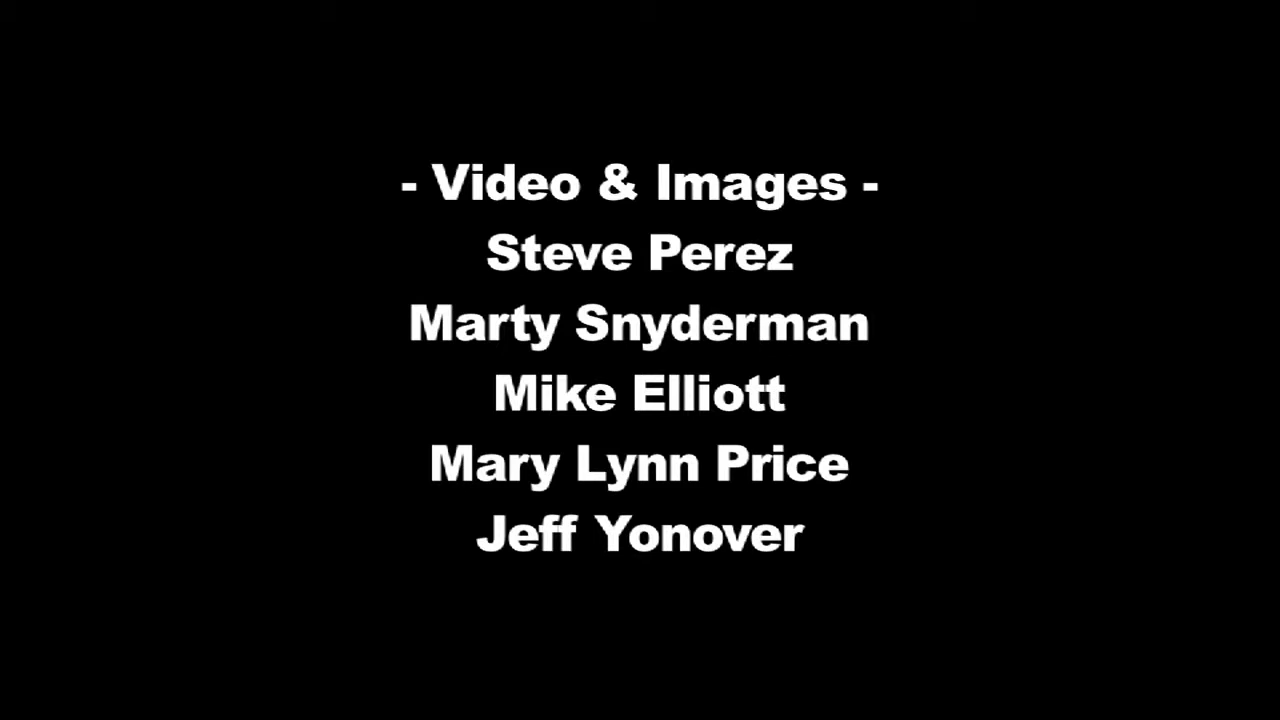 - Video & Images -
Steve Perez
Marty Snyderman
Mike Elliott
Mary Lynn Price
Jeff Yonover